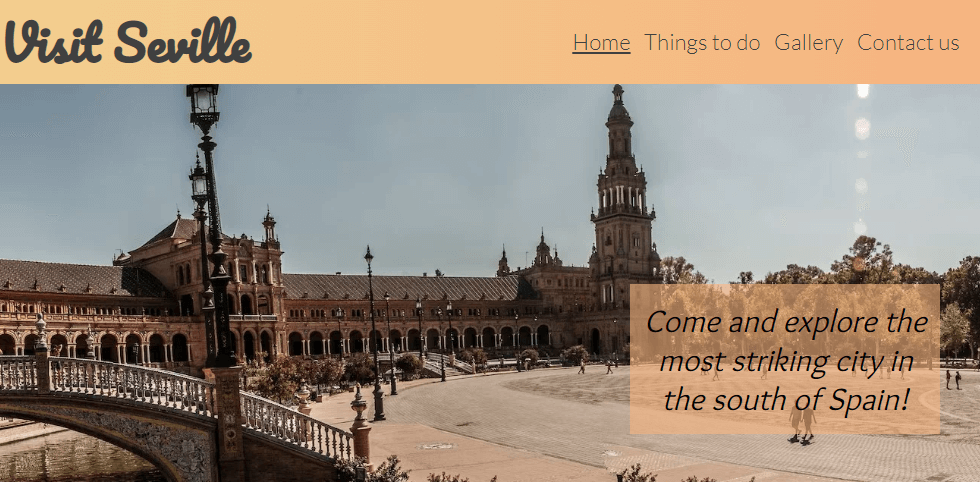 Visit Seville
Home Things to do Gallery Contact us
Come and explore the
most striking city in
the south of Spain!